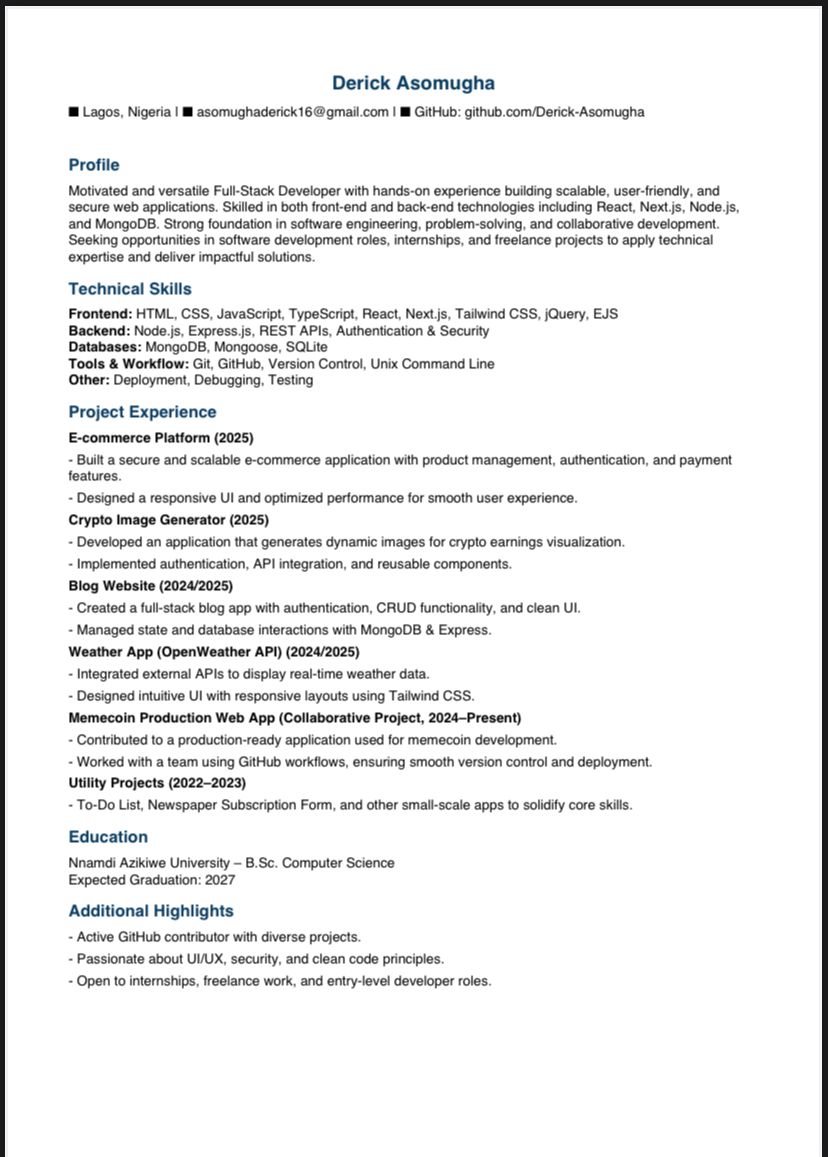 Derick Asomugha
■ Lagos, Nigeria | ■ asomughaderick16@gmail.com | ■ GitHub: github.com/Derick-Asomugha
Profile
Motivated and versatile Full-Stack Developer with hands-on experience building scalable, user-friendly, and
secure web applications. Skilled in both front-end and back-end technologies including React, Next.js, Node.js,
and MongoDB. Strong foundation in software engineering, problem-solving, and collaborative development.
Seeking opportunities in software development roles, internships, and freelance projects to apply technical
expertise and deliver impactful solutions.
Technical Skills
Frontend: HTML, CSS, JavaScript, TypeScript, React, Next.js, Tailwind CSS, jQuery, EJS
Backend: Node.js, Express.js, REST APIs, Authentication & Security
Databases: MongoDB, Mongoose, SQLite
Tools & Workflow: Git, GitHub, Version Control, Unix Command Line
Other: Deployment, Debugging, Testing
Project Experience
E-commerce Platform (2025)
- Built a secure and scalable e-commerce application with product management, authentication, and payment
features.
- Designed a responsive UI and optimized performance for smooth user experience.
Crypto Image Generator (2025)
- Developed an application that generates dynamic images for crypto earnings visualization.
- Implemented authentication, API integration, and reusable components.
Blog Website (2024/2025)
- Created a full-stack blog app with authentication, CRUD functionality, and clean UI.
- Managed state and database interactions with MongoDB & Express.
Weather App (OpenWeather API) (2024/2025)
- Integrated external APIs to display real-time weather data.
- Designed intuitive UI with responsive layouts using Tailwind CSS.
Memecoin Production Web App (Collaborative Project, 2024–Present)
- Contributed to a production-ready application used for memecoin development.
- Worked with a team using GitHub workflows, ensuring smooth version control and deployment.
Utility Projects (2022–2023)
- To-Do List, Newspaper Subscription Form, and other small-scale apps to solidify core skills.
Education
Nnamdi Azikiwe University – B.Sc. Computer Science
Expected Graduation: 2027
Additional Highlights
- Active GitHub contributor with diverse projects.
- Passionate about UI/UX, security, and clean code principles.
- Open to internships, freelance work, and entry-level developer roles.